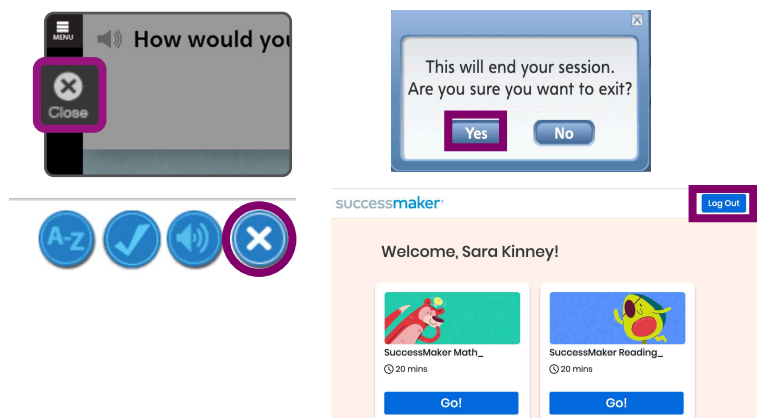 MENU
How would you
Close
This will end your session.
Are you sure you want to exit?
Yes
No
A-Z
successmaker
Log Out
Welcome, Sara Kinney!
SuccessMaker Math_
20 mins
Go!
SuccessMaker Reading_
20 mins
Go!